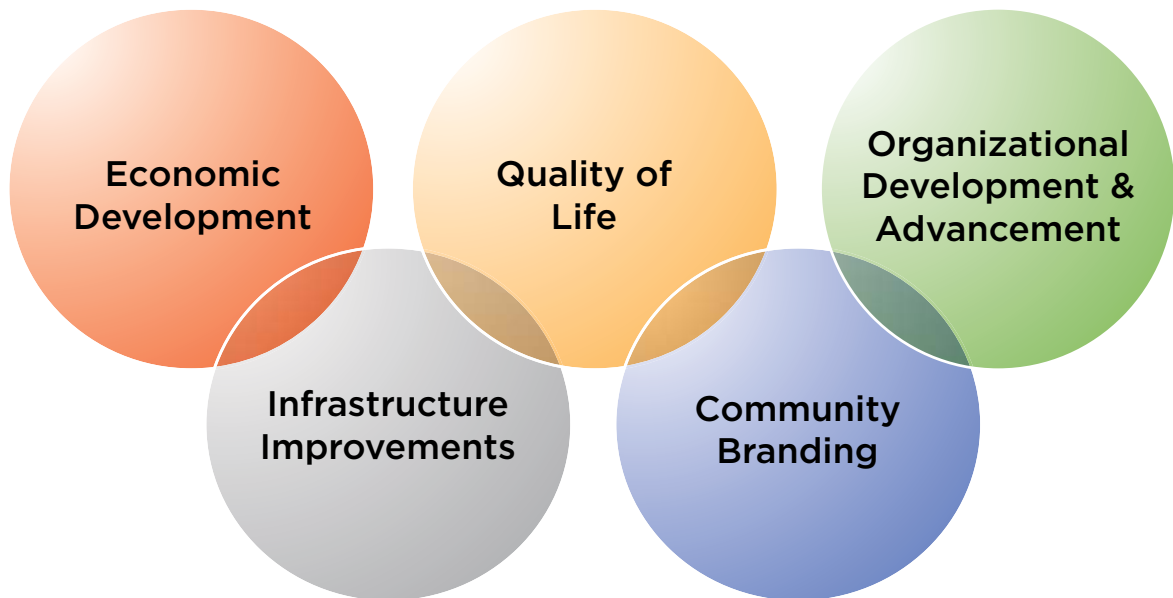 Economic
Development
Quality of
Life
Organizational
Development &
Advancement
Infrastructure
Improvements
Community
Branding